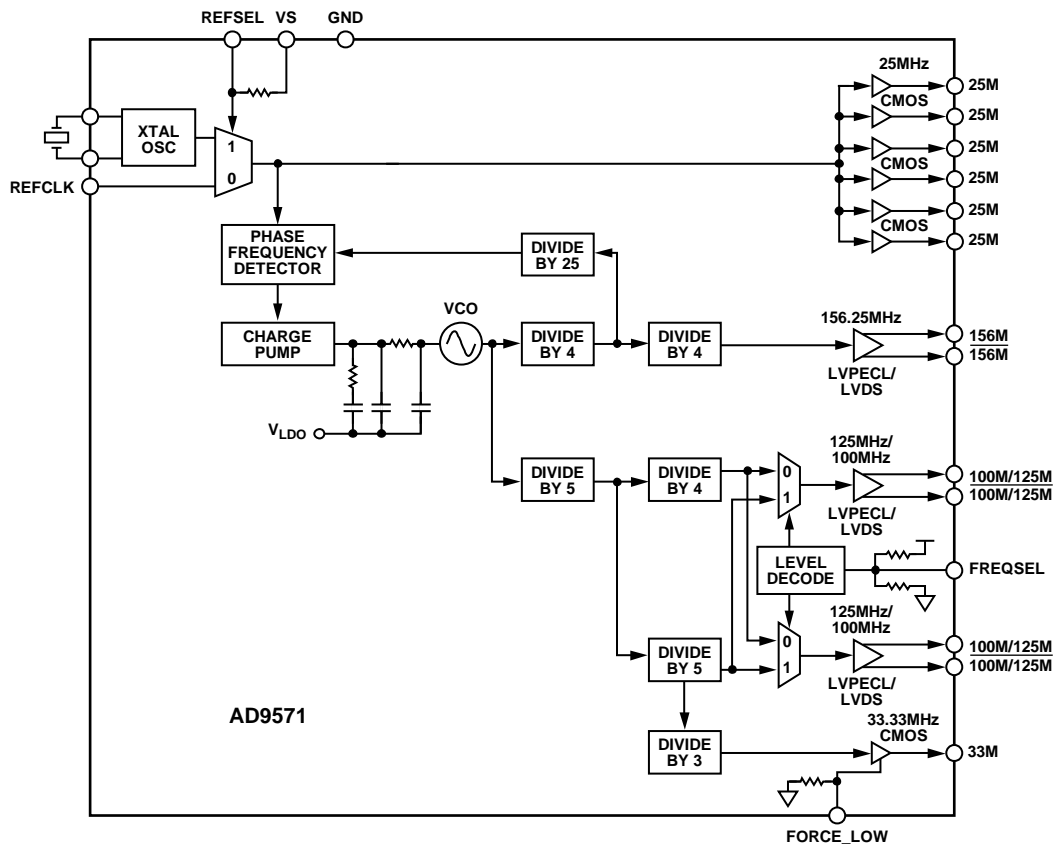 REFSEL VS GND
XTAL
OSC
1
0
REFCLK
25MHz
CMOS
25M
25M
CMOS
25M
25M
CMOS
25M
25M
PHASE
FREQUENCY
DETECTOR
DIVIDE
BY 25
CHARGE
PUMP
VCO
DIVIDE
BY 4
DIVIDE
BY 4
156.25MHz
LVPECL/
LVDS
156M
156M
VLDO
DIVIDE
BY 5
DIVIDE
BY 4
0
1
125MHz/
100MHz
LVPECL/
LVDS
100M/125M
100M/125M
LEVEL
DECODE
FREQSEL
DIVIDE
BY 5
0
1
125MHz/
100MHz
LVPECL/
LVDS
100M/125M
100M/125M
AD9571
DIVIDE
BY 3
33.33MHz
CMOS
33M
FORCE_LOW